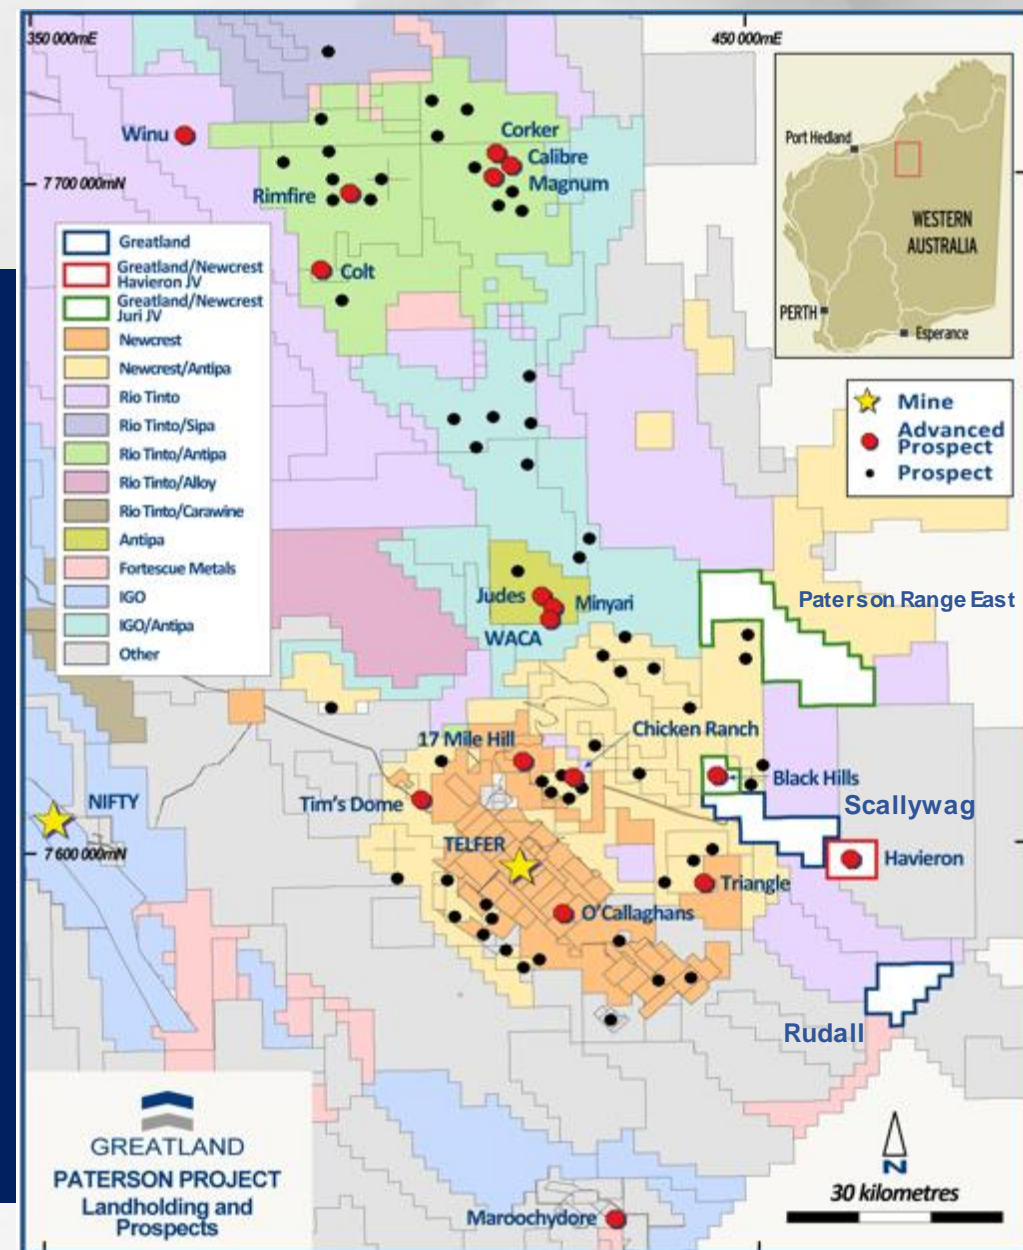 350 000mE
450 000mE
Winu
Corker
Calibre
Magnum
7 700 000mN
Rimfire
Colt
Port Hedland
WESTERN
AUSTRALIA
PERTH
Esperance
Greatland
Greatland/Newcrest
Havieron JV
Greatland/Newcrest
Juri JV
Newcrest
Newcrest/Antipa
Rio Tinto
Rio Tinto/Sipa
Rio Tinto/Antipa
Rio Tinto/Alloy
Rio Tinto/Carawine
Antipa
Fortescue Metals
IGO
IGO/Antipa
Other
Mine
Advanced
Prospect
Prospect
Judes
Minyari
WACA
Paterson Range East
Chicken Ranch
17 Mile Hill
Black Hills
Tim's Dome
Scallywag
NIFTY
TELFER
7 600 000mN
Havieron
Triangle
O'Callaghans
Rudall
GREATLAND
PATERSON PROJECT
Landholding and
Prospects
Maroochydore
N
30 kilometres